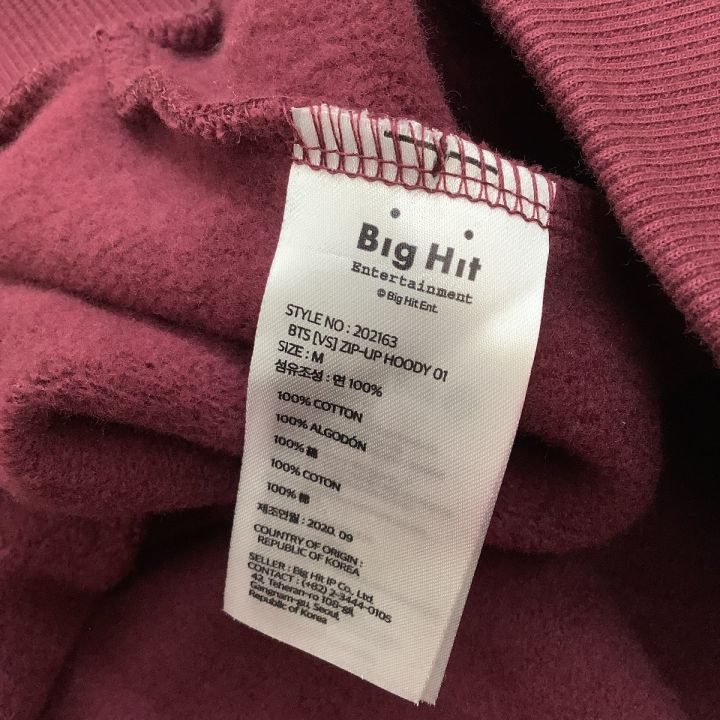 Big Hit
Entertainment
© Big Hit Ent.
STYLE NO : 202163
BTS [VS] ZIP-UP HOODY 01
SIZE : M
섬유조성 : 면 100%
100% COTTON
100% ALGODÓN
100% 綿
100% COTON
100% 棉
제조연월 : 2020. 09
COUNTRY OF ORIGIN :
REPUBLIC OF KOREA
SELLER : Big Hit IP Co., Ltd.
CONTACT : (+82) 2-3444-0105
42, Teheran-ro 108-gil,
Gangnam-gu, Seoul,
Republic of Korea